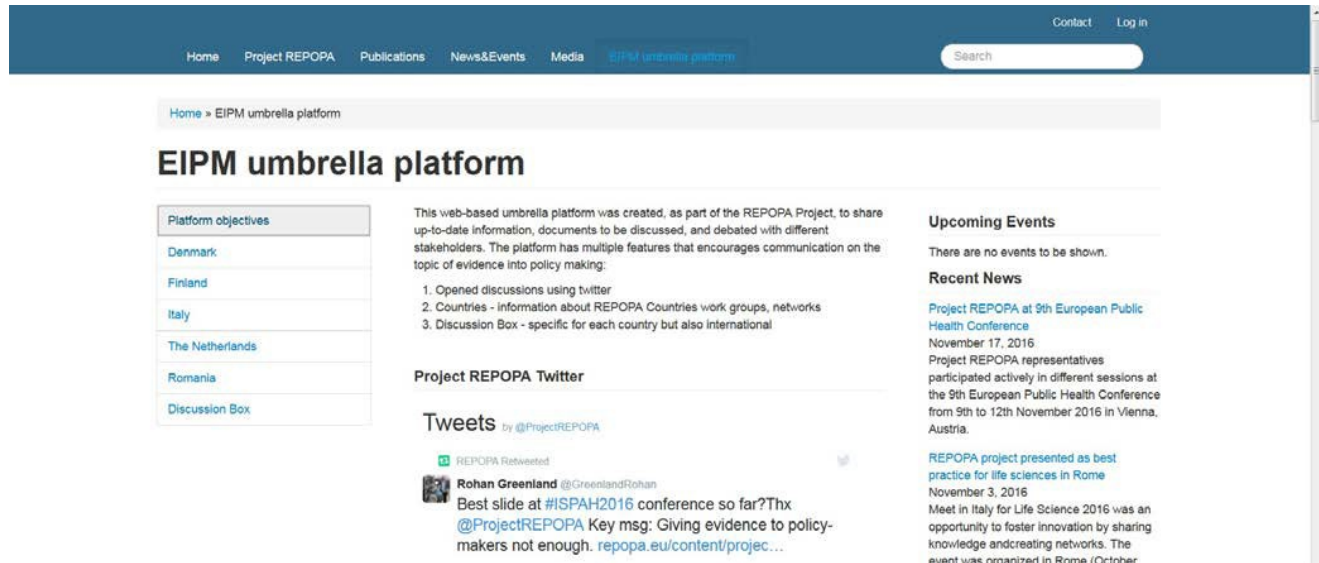 Contact Log in
Home Project REPOPA Publications News&Events Media EIPM umbrella platform
Search
Home » EIPM umbrella platform
EIPM umbrella platform
Platform objectives
Denmark
Finland
Italy
The Netherlands
Romania
Discussion Box
This web-based umbrella platform was created, as part of the REPOPA Project, to share
up-to-date information, documents to be discussed, and debated with different
stakeholders. The platform has multiple features that encourages communication on the
topic of evidence into policy making:
1. Opened discussions using twitter
2. Countries - information about REPOPA Countries work groups, networks
3. Discussion Box - specific for each country but also international
Project REPOPA Twitter
Tweets by @ProjectREPOPA
REPOPA Retweeted
Rohan Greenland @GreenlandRohan
Best slide at #ISPAH2016 conference so far?Thx
@ProjectREPOPA Key msg: Giving evidence to policy-
makers not enough. repopa.eu/content/projec…
Upcoming Events
There are no events to be shown.
Recent News
Project REPOPA at 9th European Public
Health Conference
November 17, 2016
Project REPOPA representatives
participated actively in different sessions at
the 9th European Public Health Conference
from 9th to 12th November 2016 in Vienna,
Austria.
REPOPA project presented as best
practice for life sciences in Rome
November 3, 2016
Meet in Italy for Life Science 2016 was an
opportunity to foster innovation by sharing
knowledge andcreating networks. The
event was organized in Rome (October